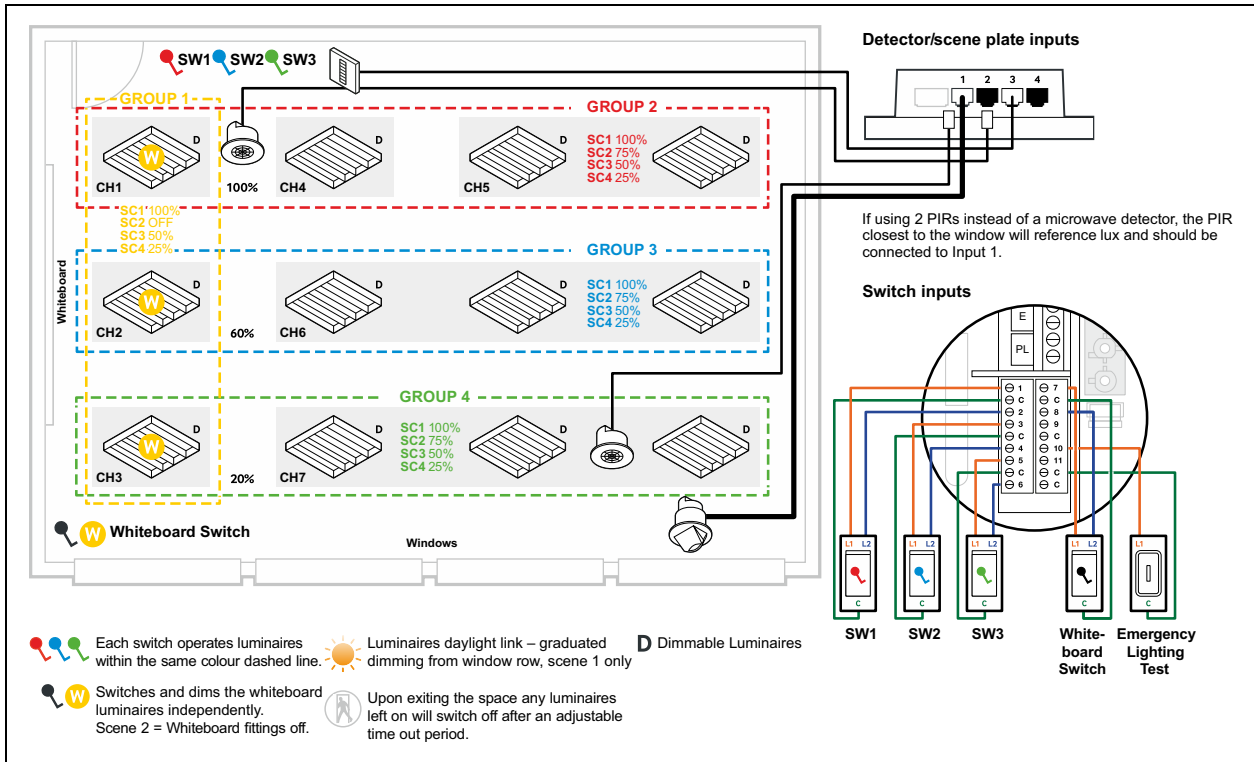 SW1 SW2 SW3
GROUP 1
GROUP 2
D
D
D
SC1 100%
SC2 75%
SC3 50%
SC4 25%
D
W
CH1
100%
CH4
CH5
SC1 100%
SC2 OFF
SC3 50%
SC4 25%
GROUP 3
Whiteboard
D
D
D
SC1 100%
SC2 75%
SC3 50%
SC4 25%
D
W
CH2
60%
CH6
GROUP 4
D
D
SC1 100%
SC2 75%
SC3 50%
SC4 25%
D
D
W
CH3
20%
CH7
W Whiteboard Switch
Windows
Detector/scene plate inputs
1 2 3 4
If using 2 PIRs instead of a microwave detector, the PIR
closest to the window will reference lux and should be
connected to Input 1.
Switch inputs
E
PL
1 7
C C
2 8
3 9
C C
4 10
5 11
C C
6 C
L1 L2
L1 L2
L1 L2
L1 L2
L1
C
C
C
C
C
SW1
SW2
SW3
White-
board
Switch
Emergency
Lighting
Test
Each switch operates luminaires
within the same colour dashed line.
W Switches and dims the whiteboard
luminaires independently.
Scene 2 = Whiteboard fittings off.
Luminaires daylight link – graduated
dimming from window row, scene 1 only
Upon exiting the space any luminaires
left on will switch off after an adjustable
time out period.
D Dimmable Luminaires